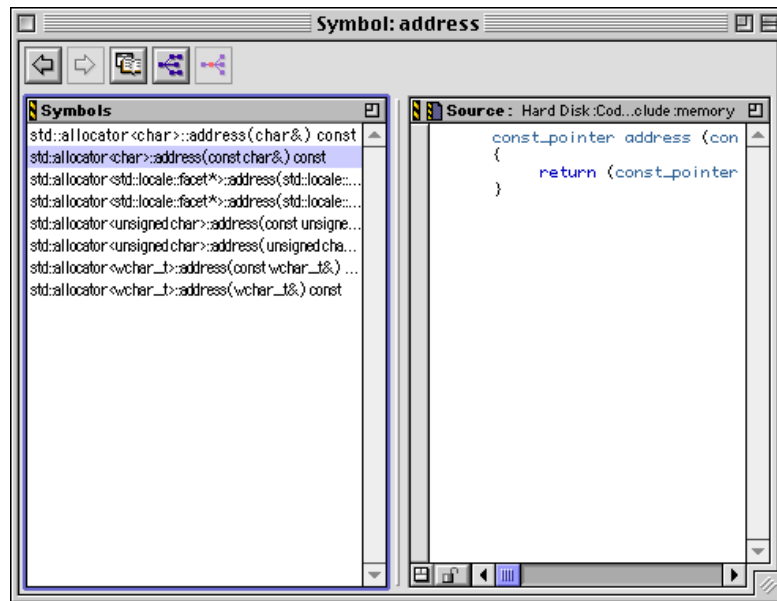 Symbol: address
Symbols
std::allocator<char>::address(char&) const
std::allocator<char>::address(const char&) const
std::allocator<std::locale::facet*>::address(std::locale::...
std::allocator<std::locale::facet*>::address(std::locale::...
std::allocator<unsigned char>::address(const unsigne...
std::allocator<unsigned char>::address(unsigned cha...
std::allocator<wchar_t>::address(const wchar_t&) ...
std::allocator<wchar_t>::address(wchar_t&) const
Source: Hard Disk:Cod...clude:memory
const_pointer address (con
{
return (const_pointer
}